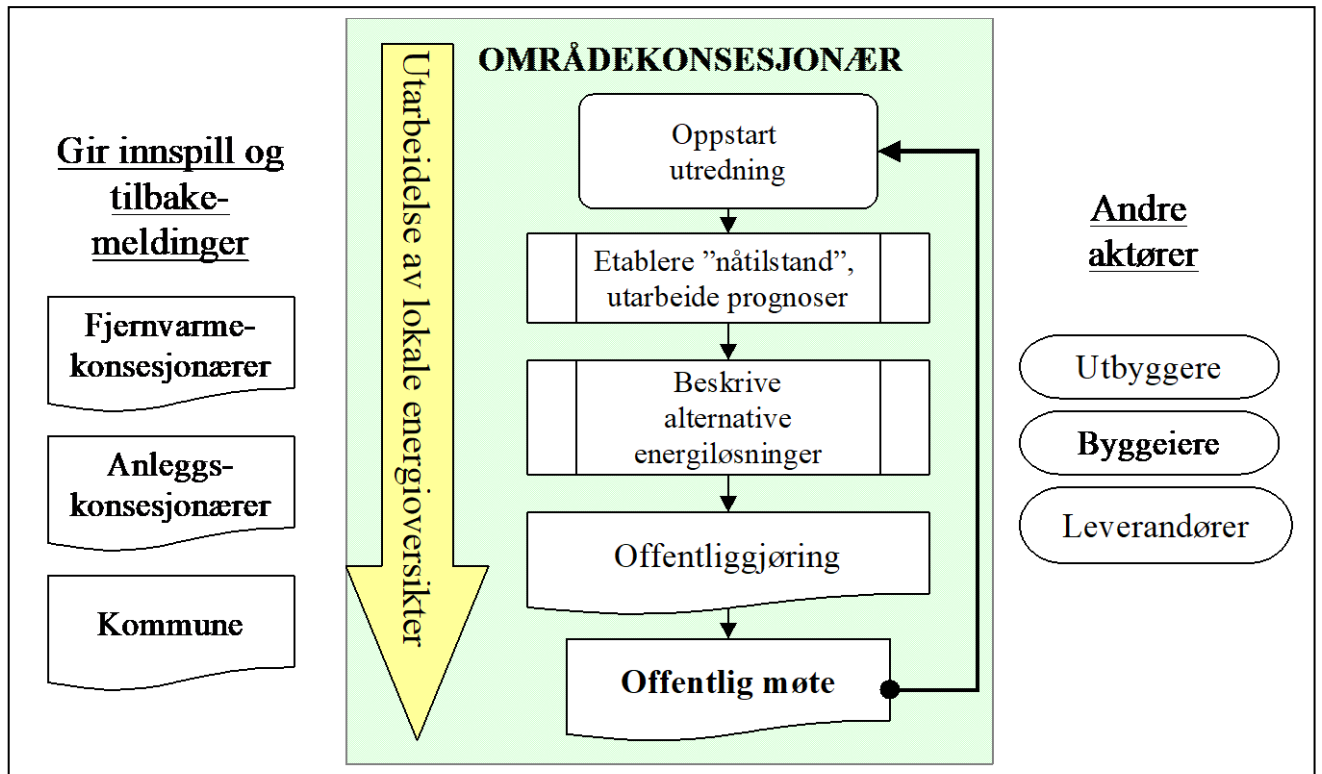 Gir innspill og
tilbake-
meldinger
Fjernvarme-
konsesjonærer
Anleggs-
konsesjonærer
Kommune
Utarbeidelse av lokale energioversikter
OMRÅDEKONSESJONÆR
Oppstart
utredning
Etablere ”nåtilstand”,
utarbeide prognoser
Beskrive
alternative
energiløsninger
Offentliggjøring
Offentlig møte
Andre
aktører
Utbyggere
Byggeiere
Leverandører